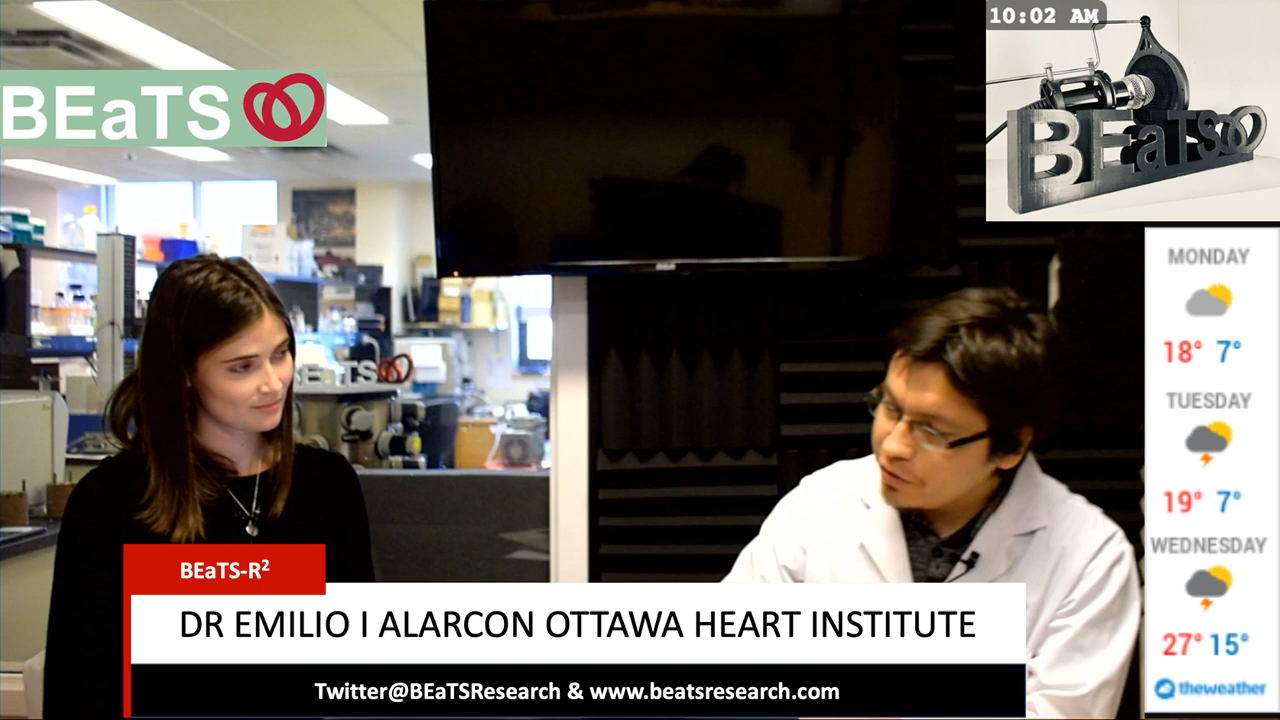 10:02 AM
BEaTS
BEaTS
MONDAY
18° 7°
TUESDAY
19° 7°
WEDNESDAY
27° 15°
theweather
BEaTS
BEaTS-R²
DR EMILIO I ALARCON OTTAWA HEART INSTITUTE
Twitter@BEaTSResearch & www.beatsresearch.com